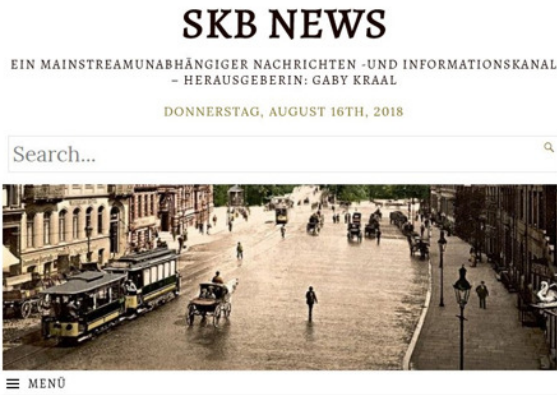 SKB NEWS
EIN MAINSTREAMUNABHÄNGIGER NACHRICHTEN -UND INFORMATIONSKANAL
– HERAUSGEBERIN: GABY KRAAL
DONNERSTAG, AUGUST 16TH, 2018
Search...
MENÜ